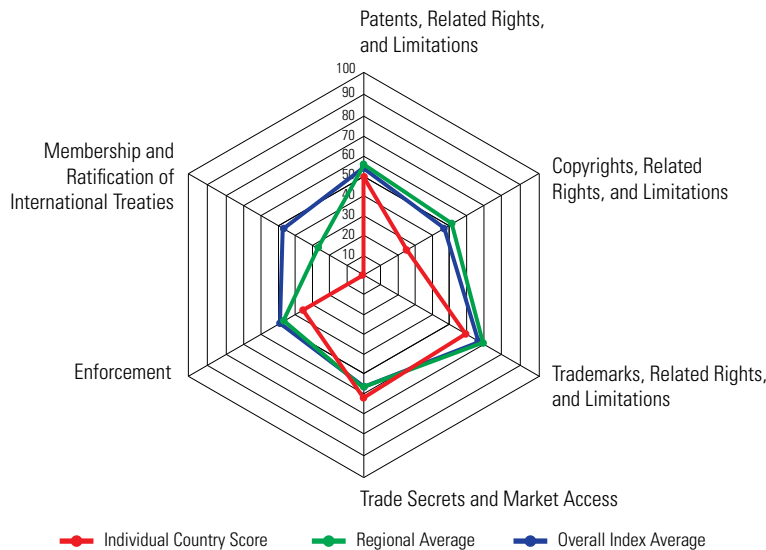 Patents, Related Rights,
and Limitations
100
90
80
70
60
50
40
30
20
10
Copyrights, Related
Rights, and Limitations
Trademarks, Related Rights,
and Limitations
Trade Secrets and Market Access
Enforcement
Membership and
Ratification of
International Treaties
Individual Country Score
Regional Average
Overall Index Average